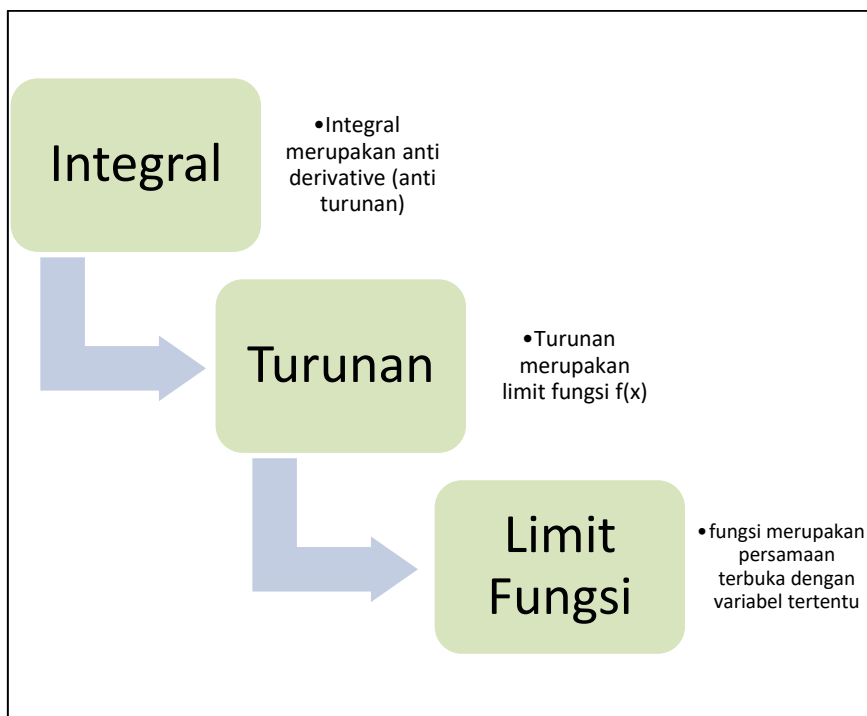 Integral
•Integral
merupakan anti
derivative (anti
turunan)
Turunan
•Turunan
merupakan
limit fungsi f(x)
Limit
Fungsi
•fungsi merupakan
persamaan
terbuka dengan
variabel tertentu